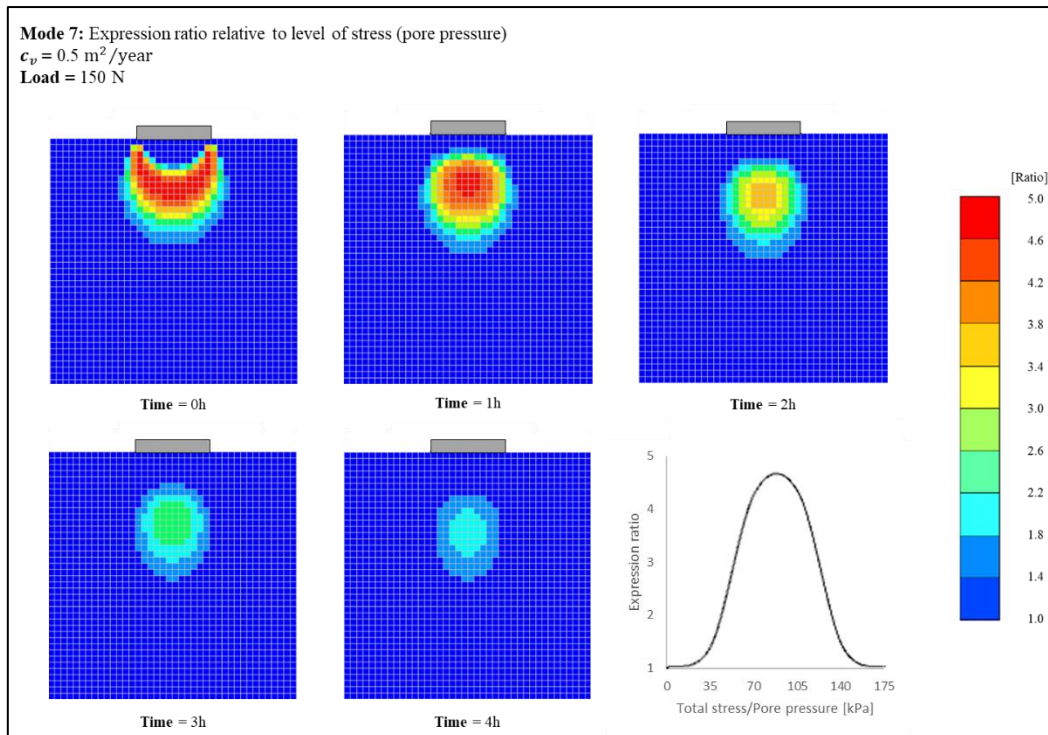 Mode 7: Expression ratio relative to level of stress (pore pressure)
cᵥ = 0.5 m²/year
Load = 150 N
Time = 0h
Time = 1h
Time = 2h
[Ratio]
5.0
4.6
4.2
3.8
3.4
3.0
2.6
2.2
1.8
1.4
1.0
Time = 3h
Time = 4h
Expression ratio
5
4
3
2
1
0 35 70 105 140 175
Total stress/Pore pressure [kPa]